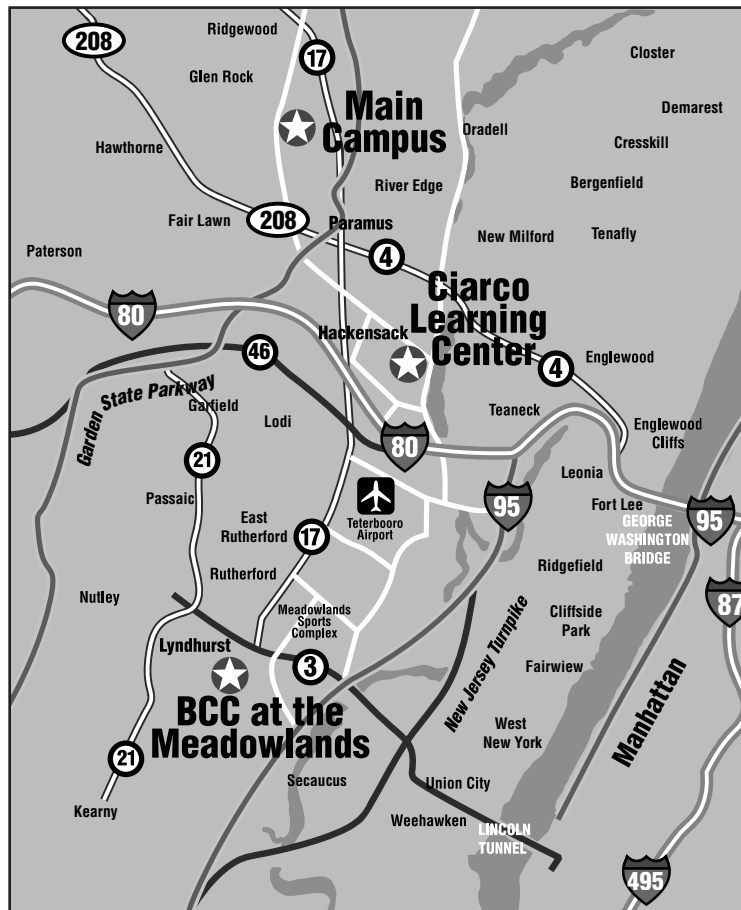 Ridgewood
208
17
Closter
Glen Rock
Main
Campus
Demarest
Oradell
Cresskill
Hawthorne
River Edge
Bergenfield
Fair Lawn
208
Paramus
New Milford
Tenafly
Paterson
4
Ciarco
Learning
Center
80
Hackensack
46
Englewood
4
Garden State Parkway
Garfield
Lodi
Teaneck
Englewood
Cliffs
80
21
Leonia
Passaic
95
Fort Lee
95
East
Rutherford
17
Teterbooro
Airport
GEORGE
WASHINGTON
BRIDGE
Ridgefield
Rutherford
Nutley
87
Meadowlands
Sports
Complex
Cliffside
Park
Lyndhurst
3
Fairwiew
New Jersey Turnpike
Manhattan
BCC at the
Meadowlands
West
New York
21
Secaucus
Union City
Kearny
Weehawken
LINCOLN
TUNNEL
495